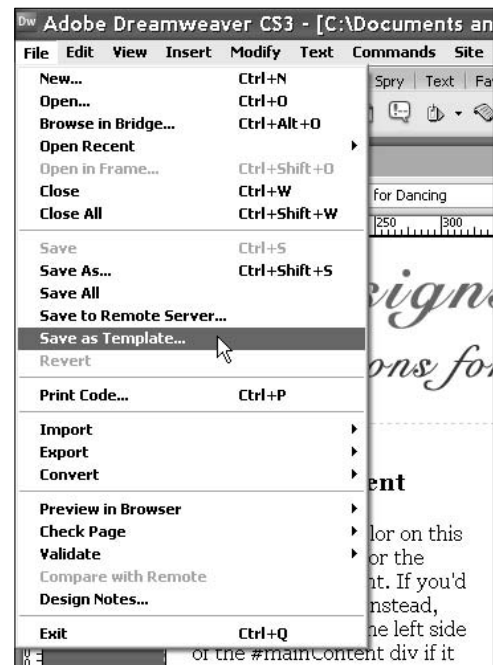 Dw Adobe Dreamweaver CS3 - [C:\Documents an
File Edit View Insert Modify Text Commands Site
New... Ctrl+N
Open... Ctrl+O
Browse in Bridge... Ctrl+Alt+O
Open Recent
Open in Frame... Ctrl+Shift+O
Close Ctrl+W
Close All Ctrl+Shift+W
Save Ctrl+S
Save As... Ctrl+Shift+S
Save All
Save to Remote Server...
Save as Template...
Revert
Print Code... Ctrl+P
Import
Export
Convert
Preview in Browser
Check Page
Validate
Compare with Remote
Design Notes...
Exit Ctrl+Q
Spry Text Fa
for Dancing
250 300
igns
ons for
ent
lor on this
or the
nt. If you'd
nstead,
he left side
of the #mainContent div if it